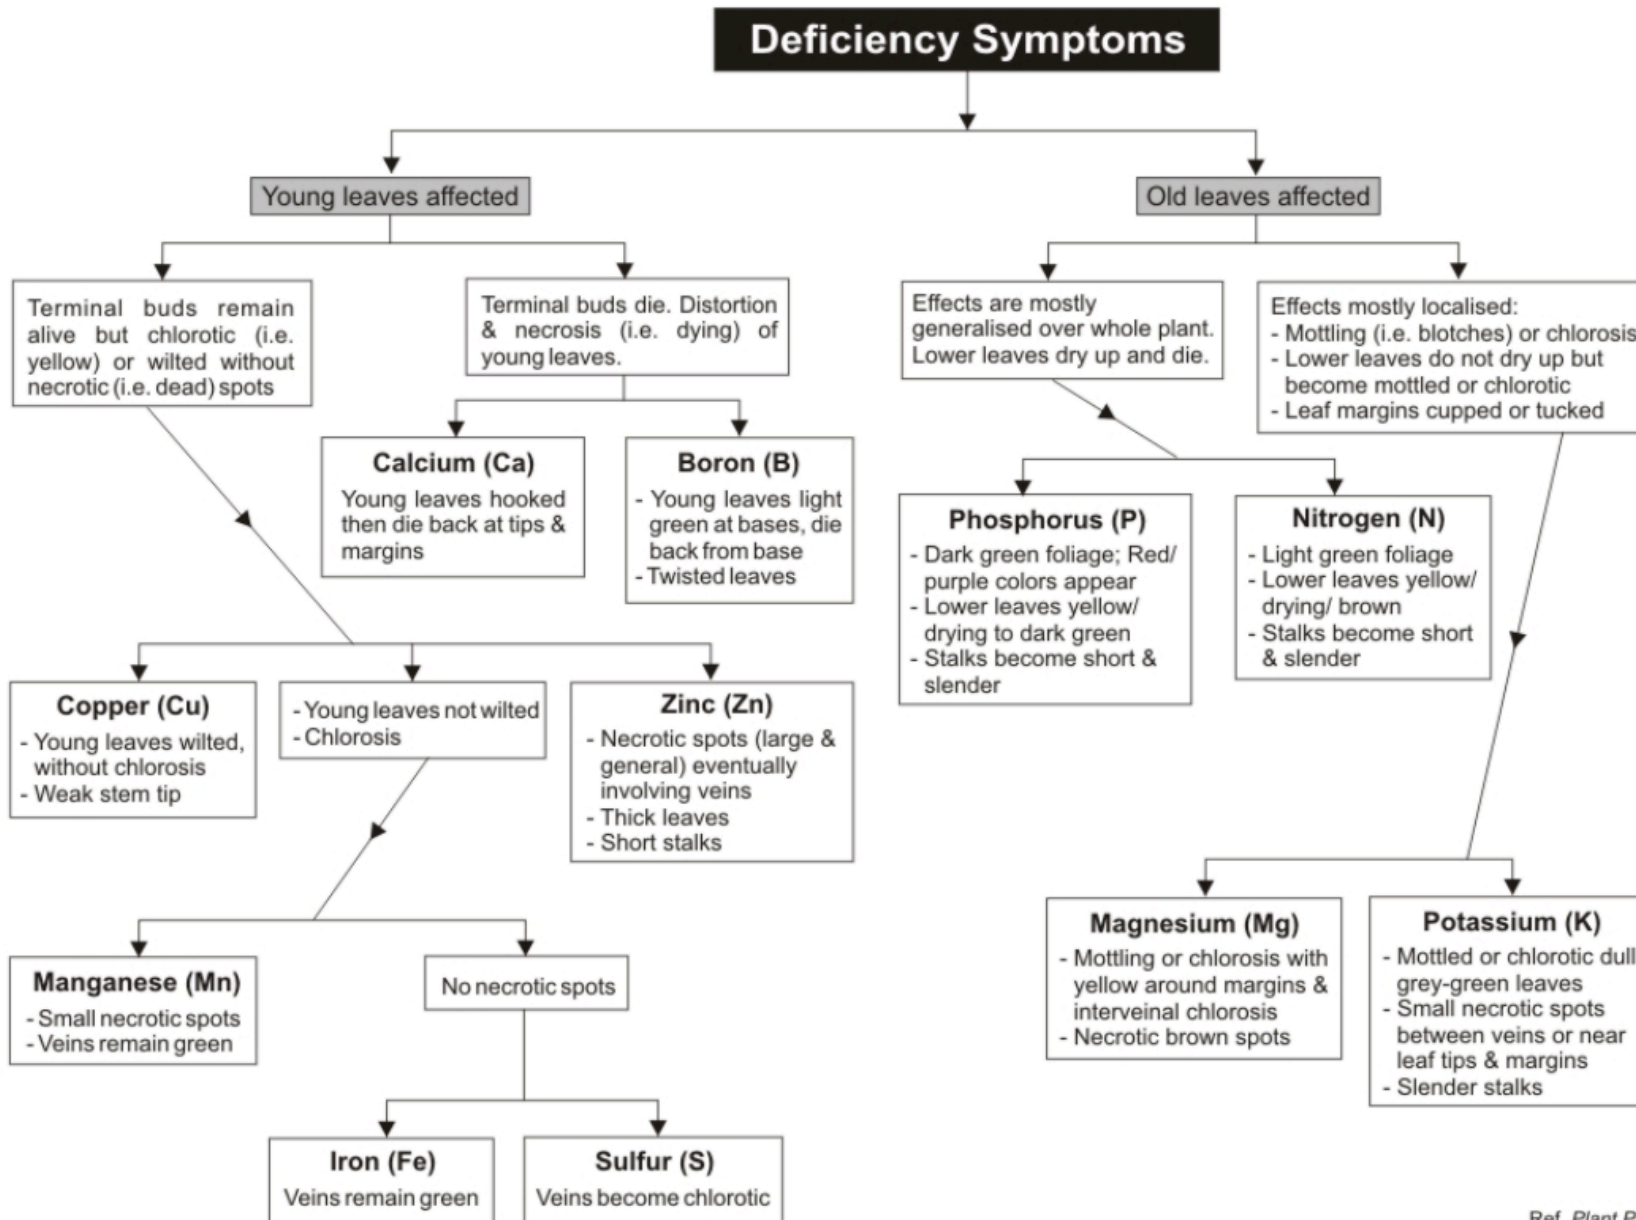 Deficiency Symptoms
Young leaves affected
Old leaves affected
Terminal buds remain
alive but chlorotic (i.e.
yellow) or wilted without
necrotic (i.e. dead) spots
Terminal buds die. Distortion
& necrosis (i.e. dying) of
young leaves.
Effects are mostly
generalised over whole plant.
Lower leaves dry up and die.
Effects mostly localised:
- Mottling (i.e. blotches) or chlorosis
- Lower leaves do not dry up but
become mottled or chlorotic
- Leaf margins cupped or tucked
Calcium (Ca)
Young leaves hooked
then die back at tips &
margins
Boron (B)
- Young leaves light
green at bases, die
back from base
- Twisted leaves
Phosphorus (P)
- Dark green foliage; Red/
purple colors appear
- Lower leaves yellow/
drying to dark green
- Stalks become short &
slender
Nitrogen (N)
- Light green foliage
- Lower leaves yellow/
drying/ brown
- Stalks become short
& slender
Copper (Cu)
- Young leaves wilted,
without chlorosis
- Weak stem tip
- Young leaves not wilted
- Chlorosis
Zinc (Zn)
- Necrotic spots (large &
general) eventually
involving veins
- Thick leaves
- Short stalks
Manganese (Mn)
- Small necrotic spots
- Veins remain green
No necrotic spots
Magnesium (Mg)
- Mottling or chlorosis with
yellow around margins &
interveinal chlorosis
- Necrotic brown spots
Potassium (K)
- Mottled or chlorotic dull
grey-green leaves
- Small necrotic spots
between veins or near
leaf tips & margins
- Slender stalks
Iron (Fe)
Veins remain green
Sulfur (S)
Veins become chlorotic
Ref. Plant